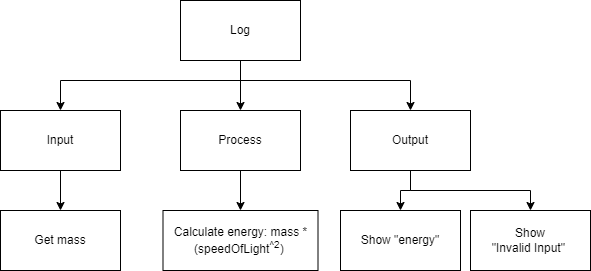 Log
Input
Process
Output
Get mass
Calculate energy: mass *
(speedOfLight^2)
Show "energy"
Show
"Invalid Input"